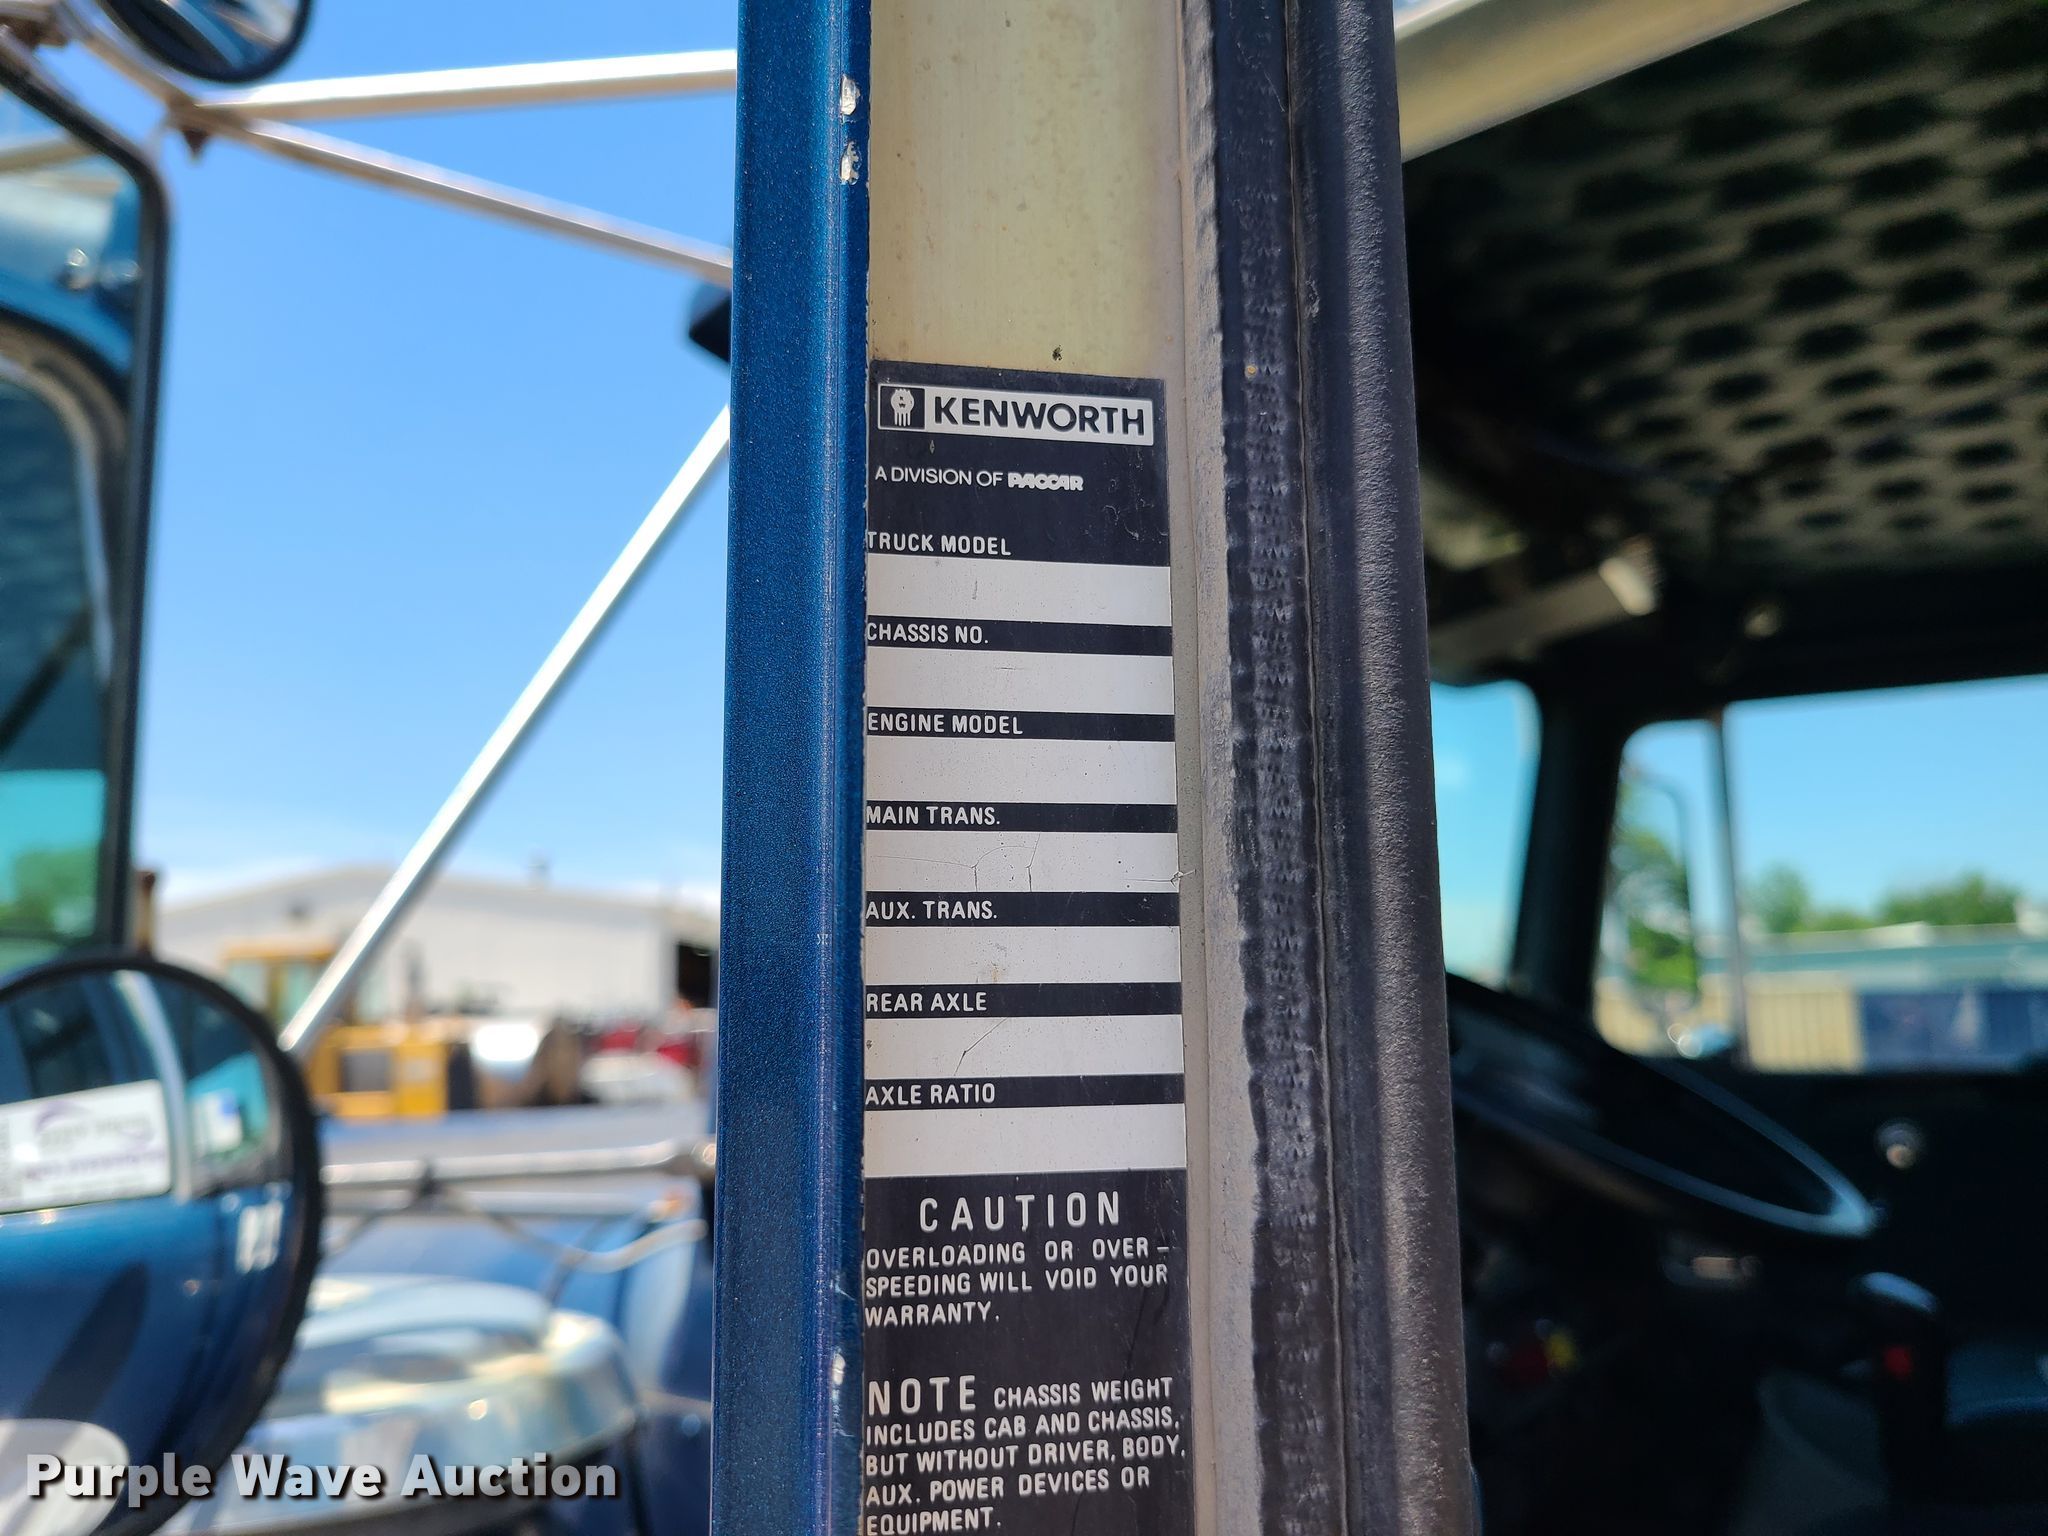 KENWORTH
A DIVISION OF PACCAR
TRUCK MODEL
CHASSIS NO.
ENGINE MODEL
MAIN TRANS.
AUX. TRANS.
REAR AXLE
AXLE RATIO
CAUTION
OVERLOADING OR OVER-
SPEEDING WILL VOID YOUR
WARRANTY.
NOTE CHASSIS WEIGHT
INCLUDES CAB AND CHASSIS,
BUT WITHOUT DRIVER, BODY,
AUX. POWER DEVICES OR
EQUIPMENT.
Purple Wave Auction